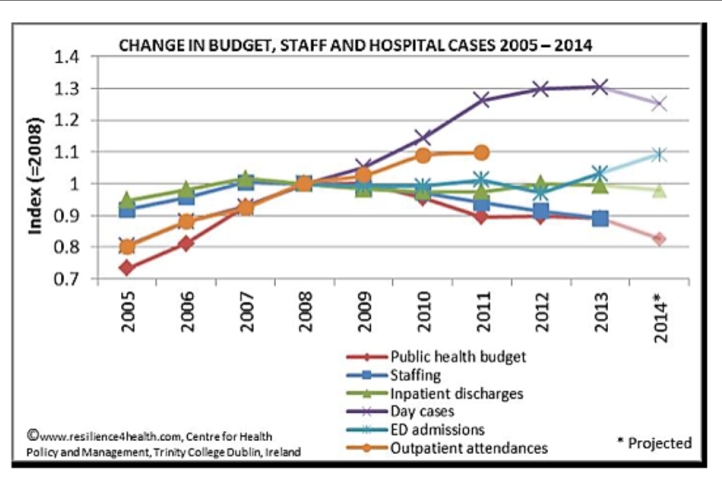 CHANGE IN BUDGET, STAFF AND HOSPITAL CASES 2005 – 2014
Index (=2008)
1.4
1.3
1.2
1.1
1
0.9
0.8
0.7
2005 2006 2007 2008 2009 2010 2011 2012 2013 2014*
Public health budget
Staffing
Inpatient discharges
Day cases
ED admissions
Outpatient attendances
©www.resilience4health.com, Centre for Health
Policy and Management, Trinity College Dublin, Ireland
* Projected